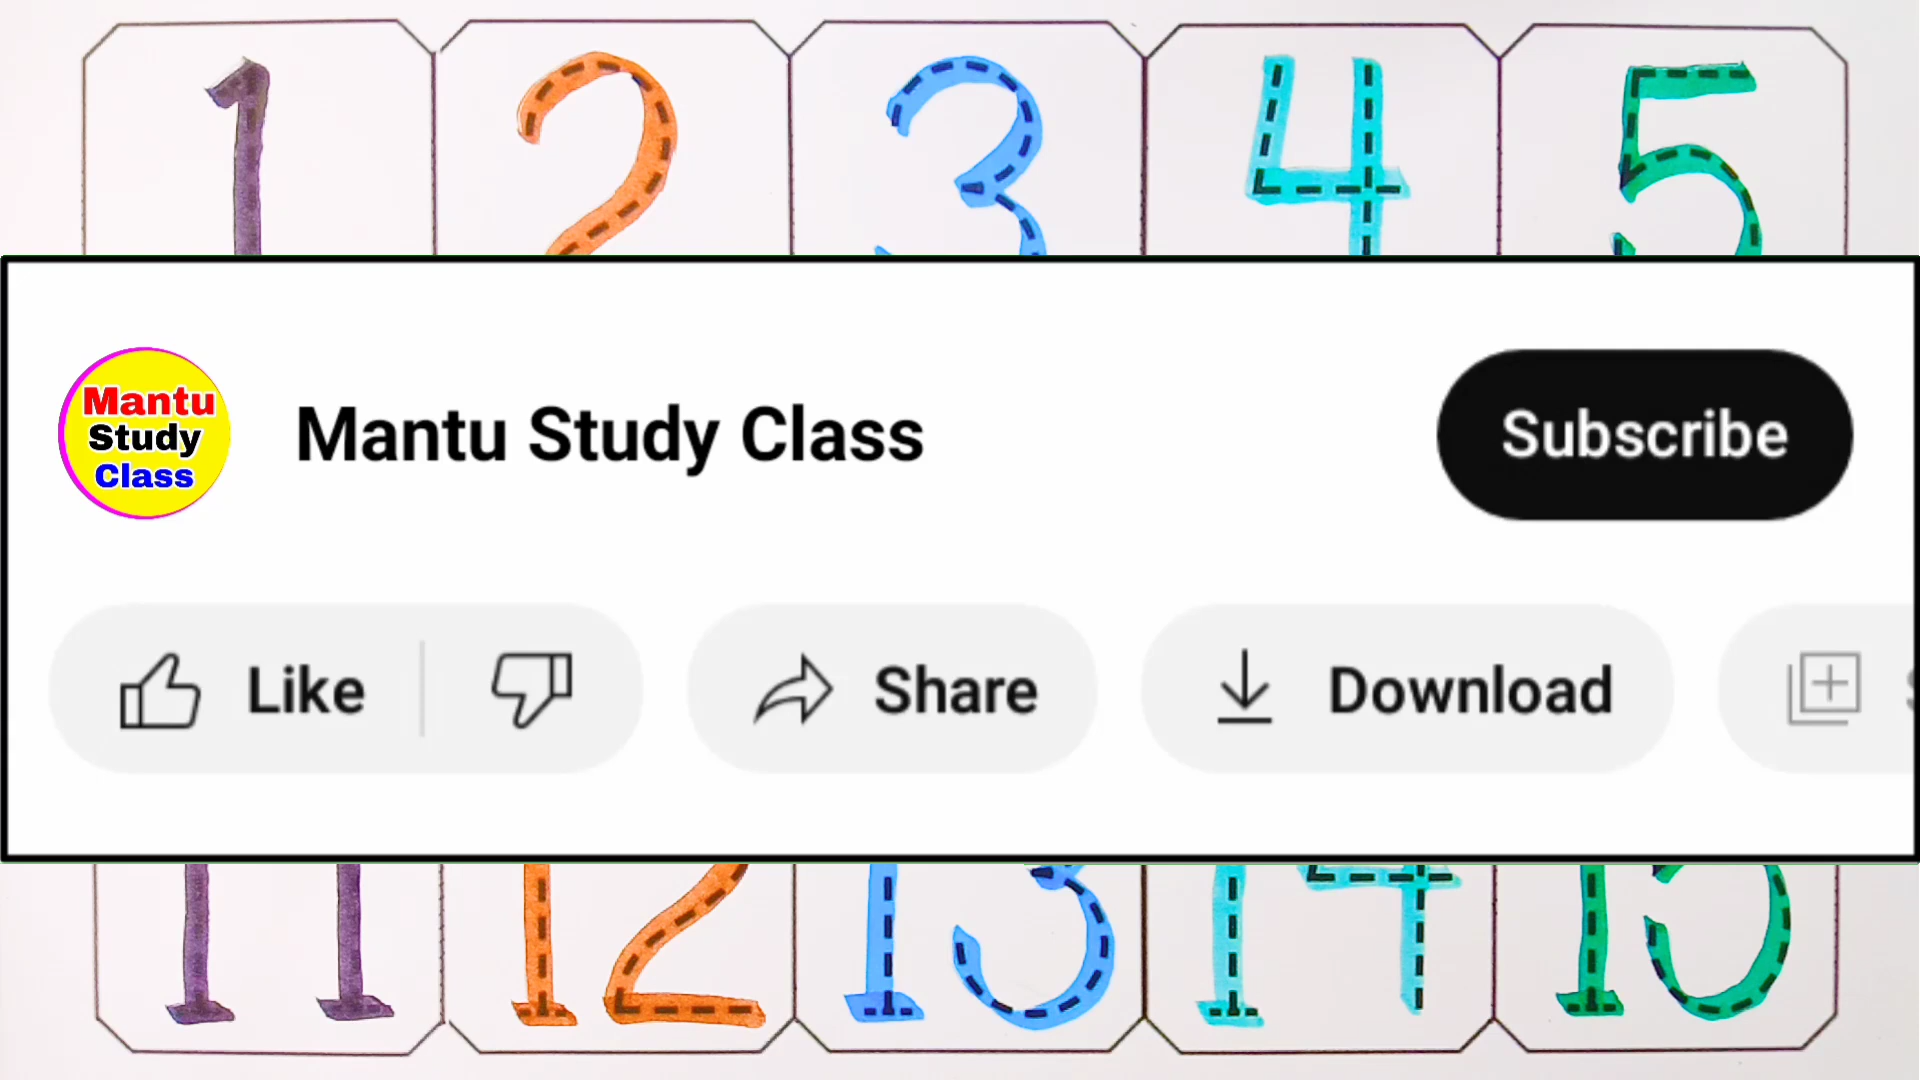 1 2 3 4 5
Mantu
Study
Class
Mantu Study Class
Subscribe
Like
Share
Download
11 12 13 14 15